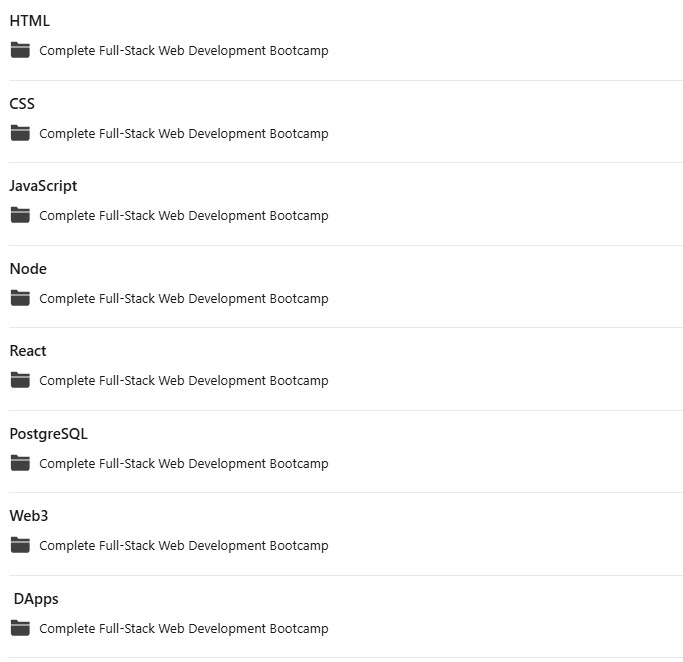 HTML
Complete Full-Stack Web Development Bootcamp
CSS
Complete Full-Stack Web Development Bootcamp
JavaScript
Complete Full-Stack Web Development Bootcamp
Node
Complete Full-Stack Web Development Bootcamp
React
Complete Full-Stack Web Development Bootcamp
PostgreSQL
Complete Full-Stack Web Development Bootcamp
Web3
Complete Full-Stack Web Development Bootcamp
DApps
Complete Full-Stack Web Development Bootcamp